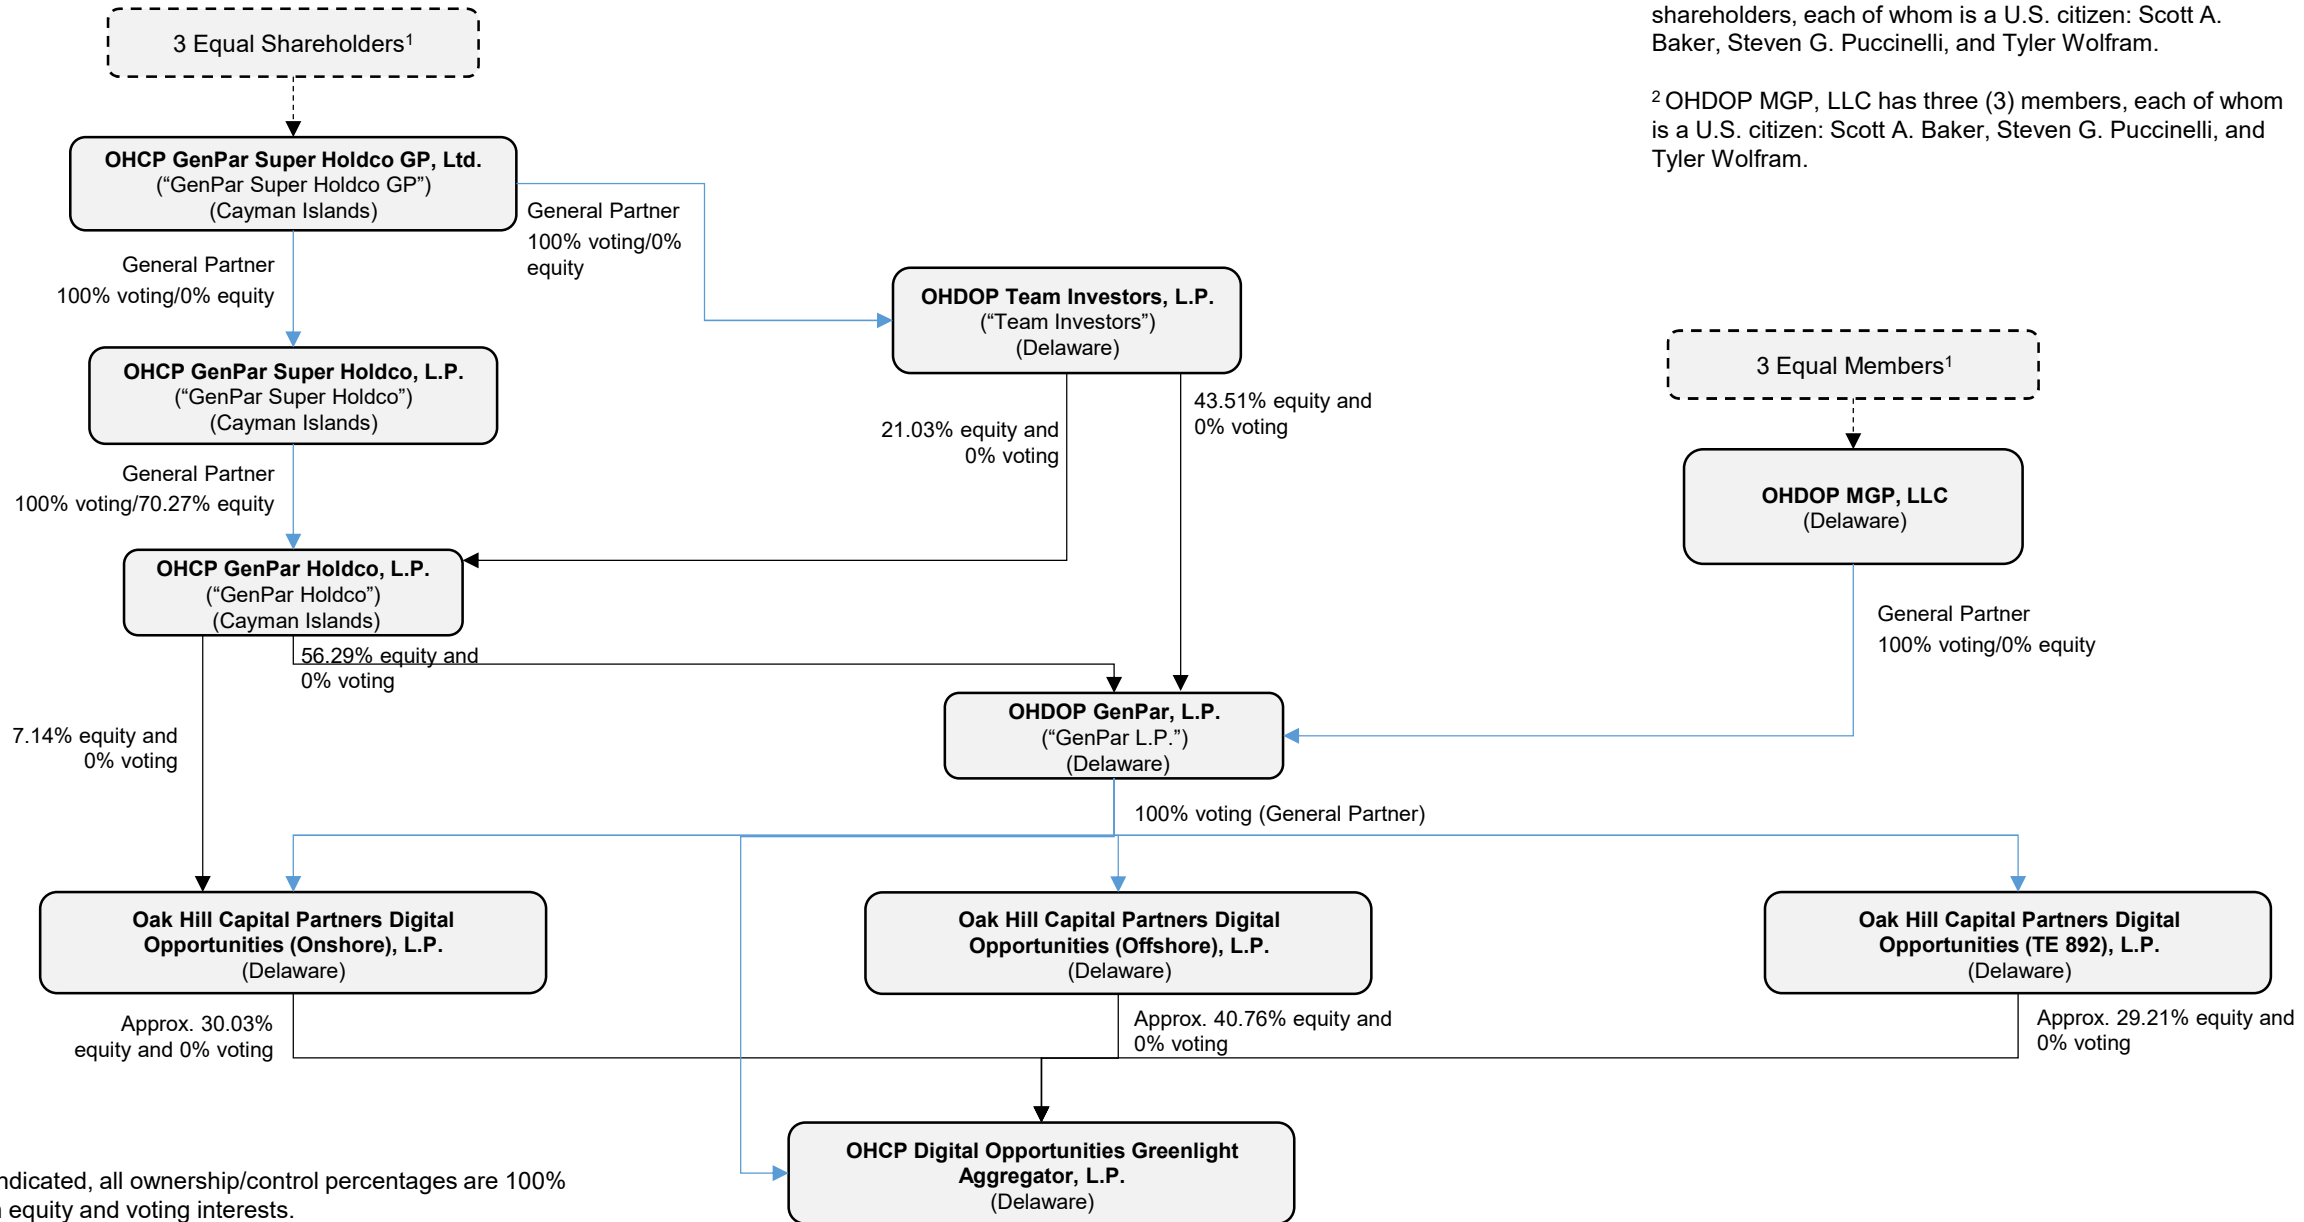 3 Equal Shareholders¹
shareholders, each of whom is a U.S. citizen: Scott A.
Baker, Steven G. Puccinelli, and Tyler Wolfram.
² OHDOP MGP, LLC has three (3) members, each of whom
is a U.S. citizen: Scott A. Baker, Steven G. Puccinelli, and
Tyler Wolfram.
OHCP GenPar Super Holdco GP, Ltd.
(“GenPar Super Holdco GP”)
(Cayman Islands)
General Partner
100% voting/0%
equity
General Partner
100% voting/0% equity
OHDOP Team Investors, L.P.
(“Team Investors”)
(Delaware)
OHCP GenPar Super Holdco, L.P.
(“GenPar Super Holdco”)
(Cayman Islands)
3 Equal Members¹
43.51% equity and
0% voting
21.03% equity and
0% voting
General Partner
100% voting/70.27% equity
OHDOP MGP, LLC
(Delaware)
OHCP GenPar Holdco, L.P.
(“GenPar Holdco”)
(Cayman Islands)
General Partner
100% voting/0% equity
56.29% equity and
0% voting
7.14% equity and
0% voting
OHDOP GenPar, L.P.
(“GenPar L.P.”)
(Delaware)
100% voting (General Partner)
Oak Hill Capital Partners Digital
Opportunities (Onshore), L.P.
(Delaware)
Oak Hill Capital Partners Digital
Opportunities (Offshore), L.P.
(Delaware)
Oak Hill Capital Partners Digital
Opportunities (TE 892), L.P.
(Delaware)
Approx. 30.03%
equity and 0% voting
Approx. 40.76% equity and
0% voting
Approx. 29.21% equity and
0% voting
OHCP Digital Opportunities Greenlight
Aggregator, L.P.
(Delaware)
ndicated, all ownership/control percentages are 100%
equity and voting interests.